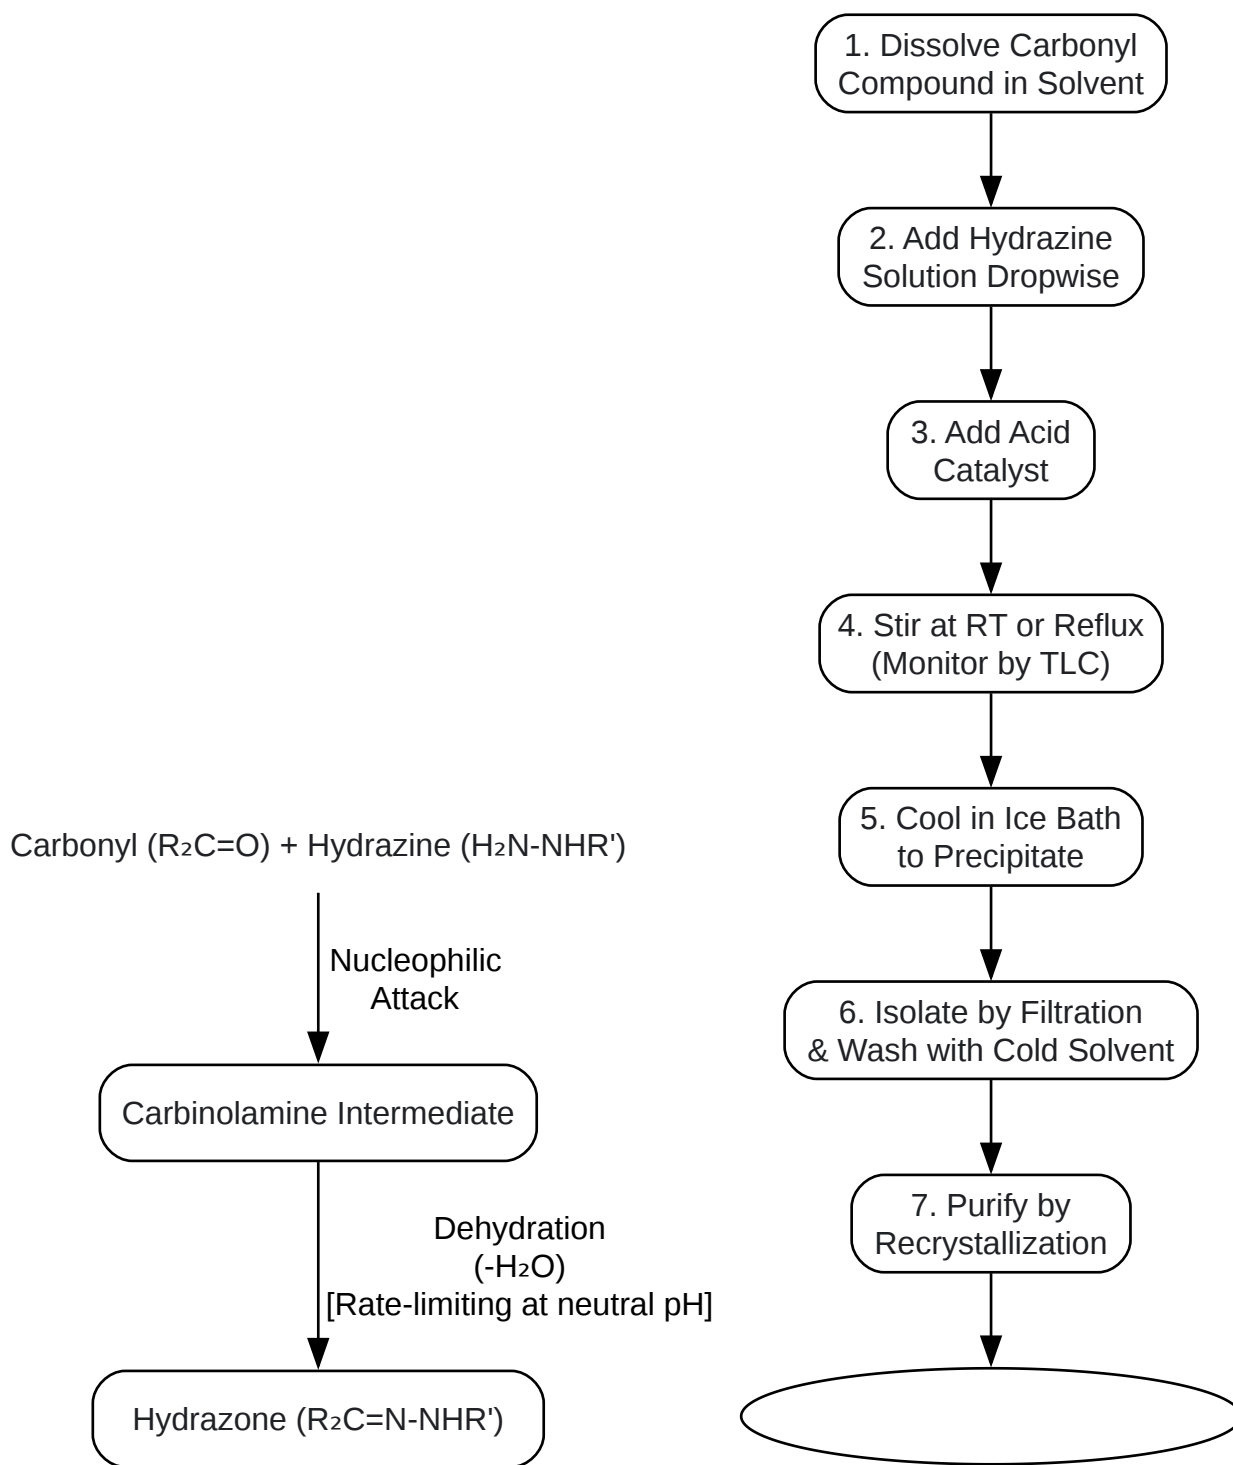 1. Dissolve Carbonyl
Compound in Solvent
2. Add Hydrazine
Solution Dropwise
3. Add Acid
Catalyst
4. Stir at RT or Reflux
(Monitor by TLC)
5. Cool in Ice Bath
to Precipitate
6. Isolate by Filtration
& Wash with Cold Solvent
7. Purify by
Recrystallization
Carbonyl (R₂C=O) + Hydrazine (H₂N-NHR')
Nucleophilic
Attack
Carbinolamine Intermediate
Dehydration
(-H₂O)
[Rate-limiting at neutral pH]
Hydrazone (R₂C=N-NHR')